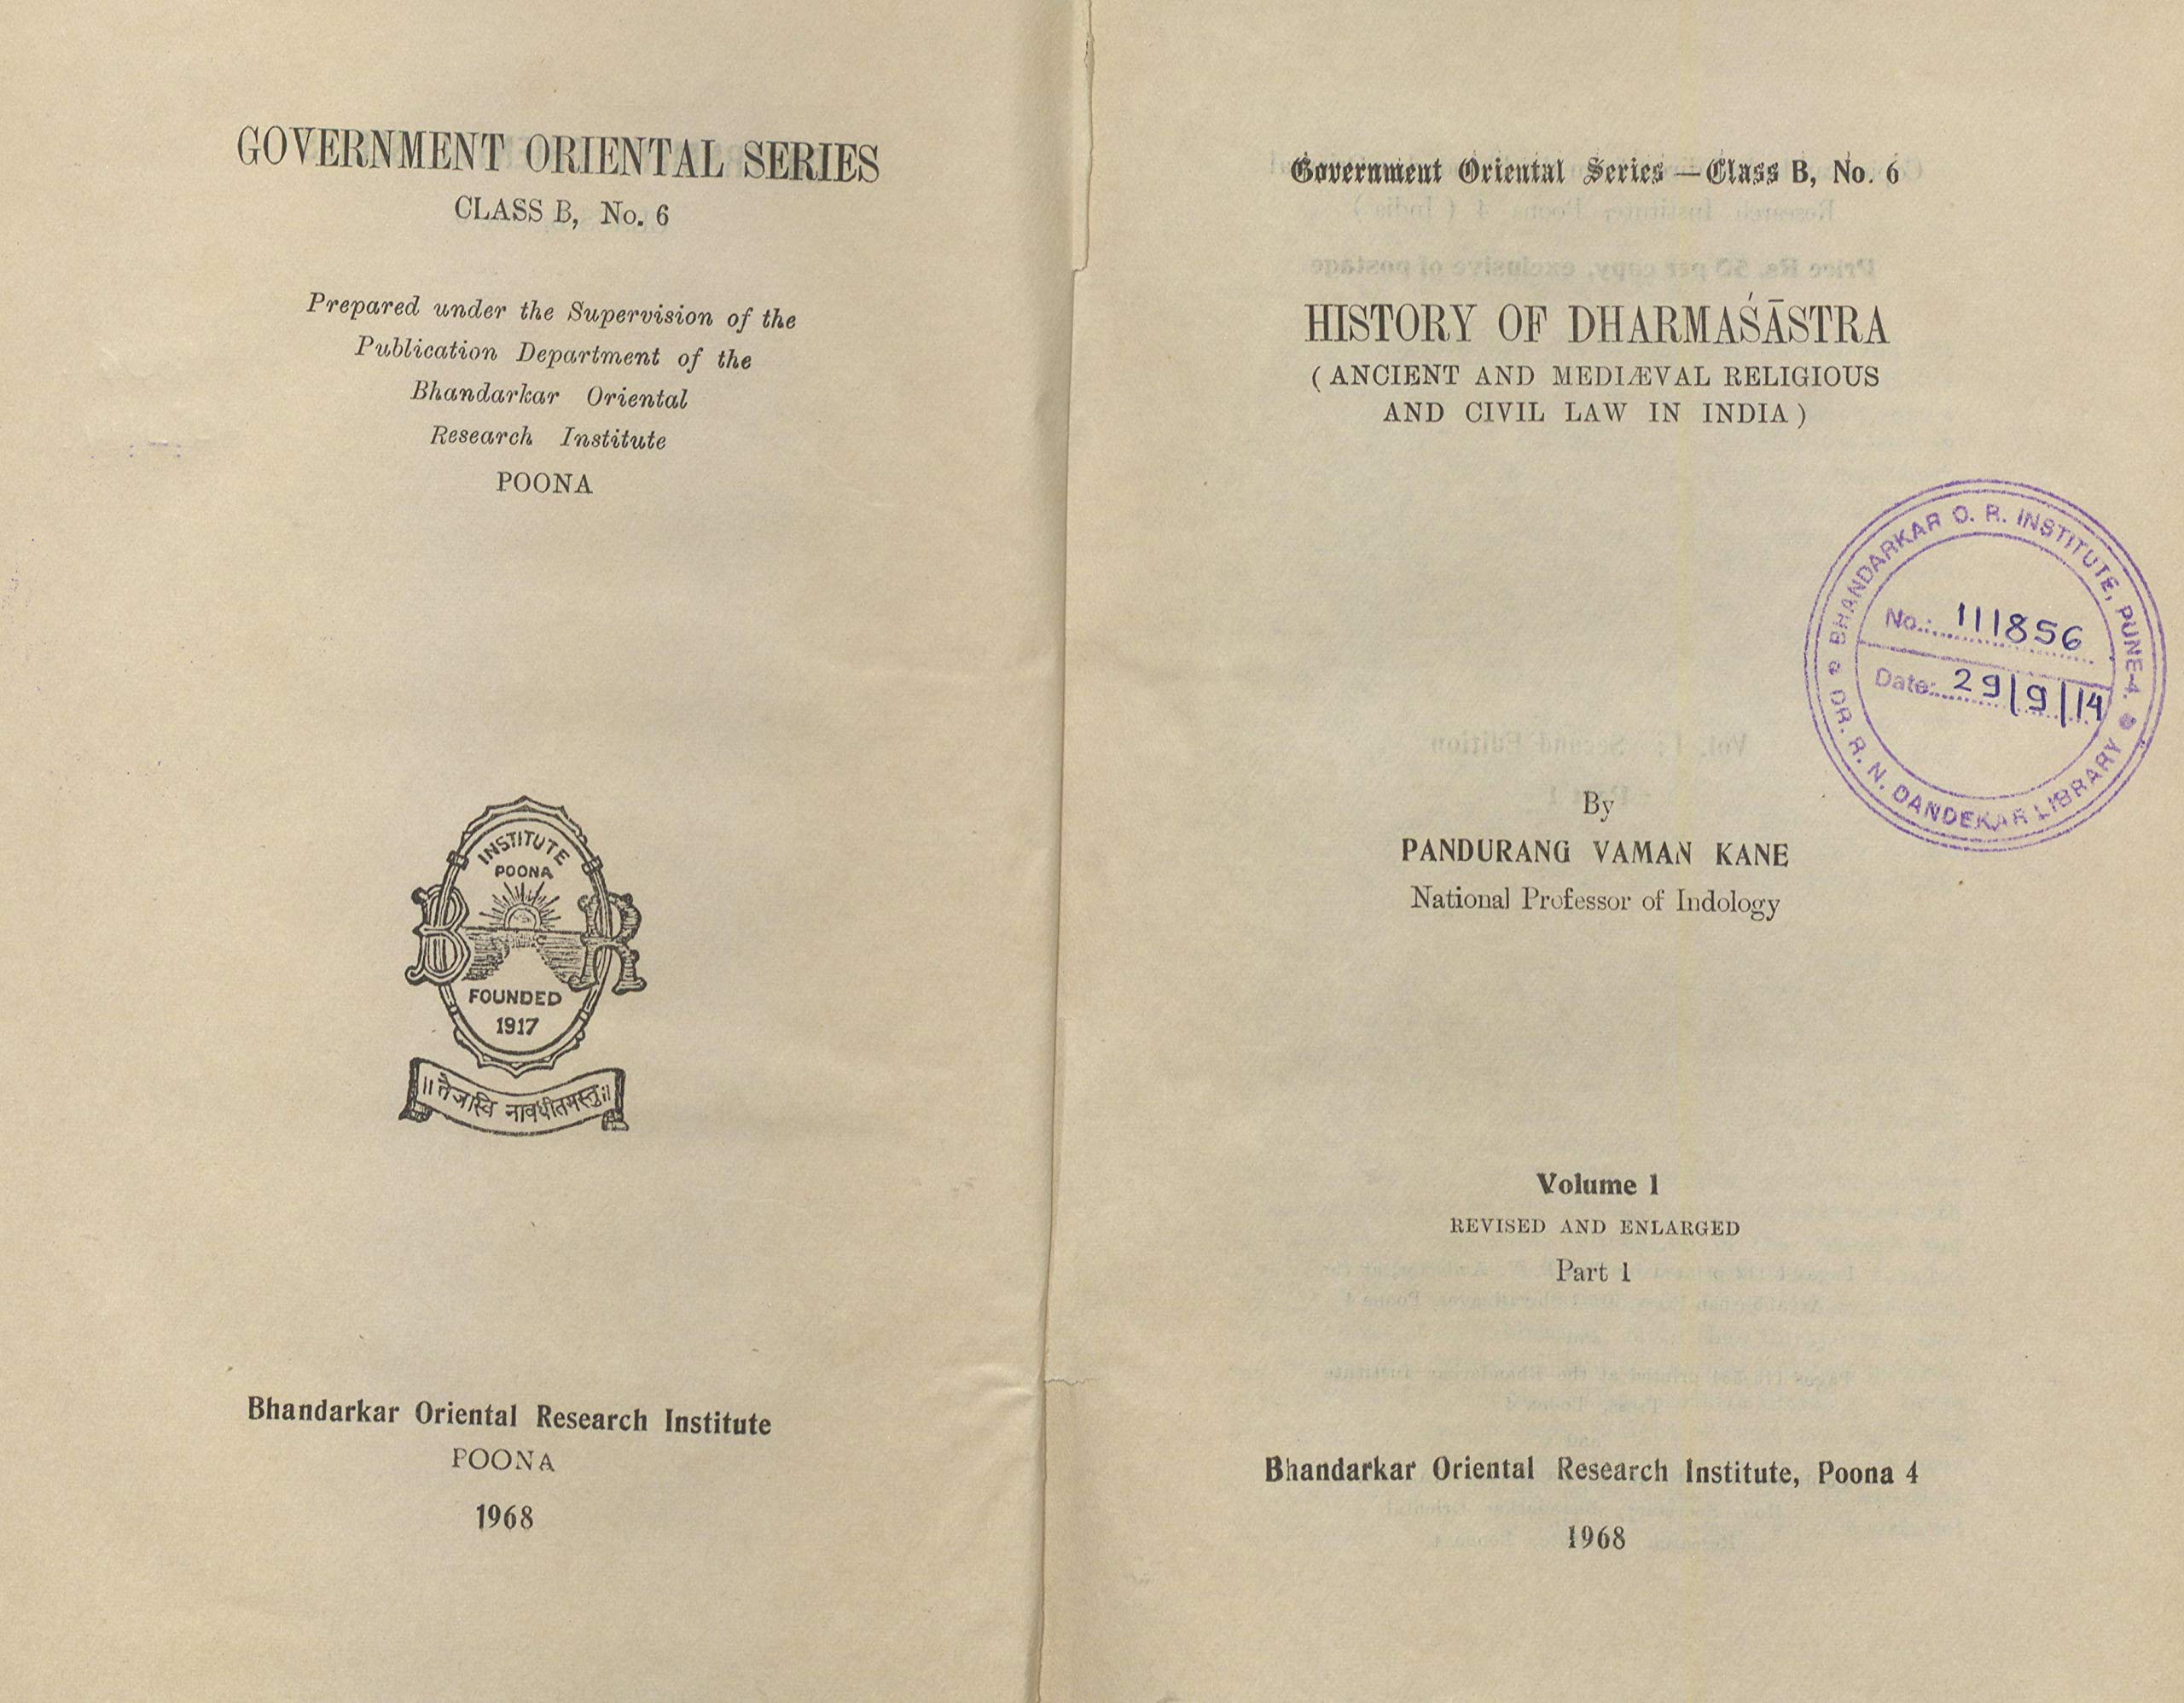 GOVERNMENT ORIENTAL SERIES
CLASS B, No. 6
Prepared under the Supervision of the
Publication Department of the
Bhandarkar Oriental
Research Institute
POONA
INSTITUTE
POONA
B R
FOUNDED
1917
॥ तेजस्वि नावधीतमस्तु ॥
Bhandarkar Oriental Research Institute
POONA
1968
Government Oriental Series — Class B, No. 6
HISTORY OF DHARMAŚĀSTRA
( ANCIENT AND MEDIÆVAL RELIGIOUS
AND CIVIL LAW IN INDIA )
BHANDARKAR O. R. INSTITUTE, PUNE-4.
No.: 111856
Date: 29/9/14
DR. R. N. DANDEKAR LIBRARY
By
PANDURANG VAMAN KANE
National Professor of Indology
Volume 1
REVISED AND ENLARGED
Part 1
Bhandarkar Oriental Research Institute, Poona 4
1968